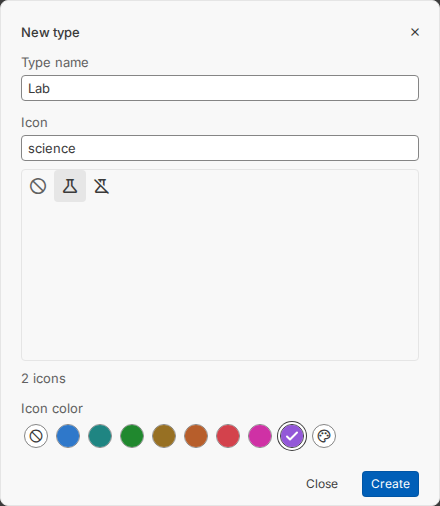 New type
Type name
Lab
Icon
science
2 icons
Icon color
Close
Create